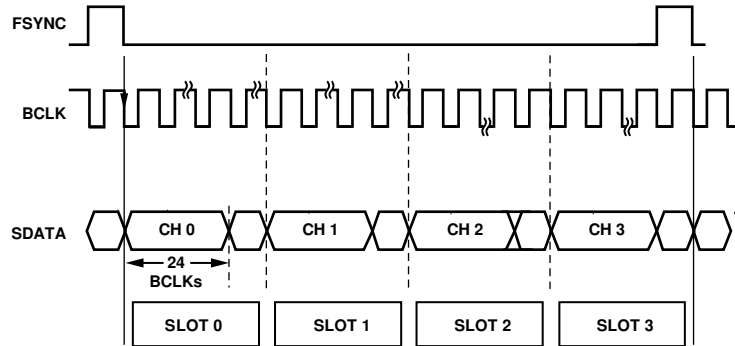 FSYNC
BCLK
SDATA
CH 0
CH 1
CH 2
CH 3
24
BCLKs
SLOT 0
SLOT 1
SLOT 2
SLOT 3